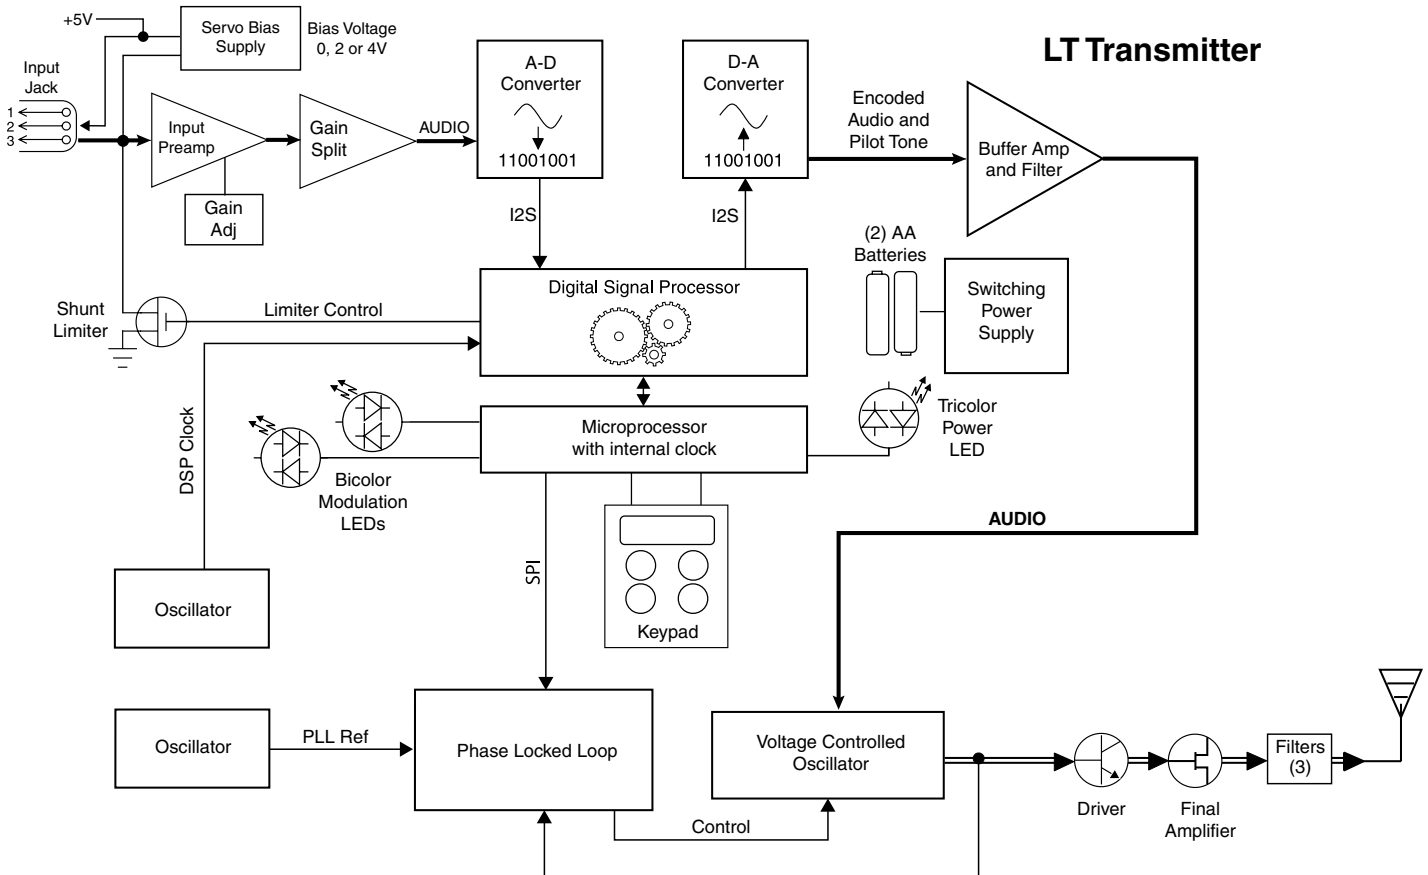 LT Transmitter
+5V
Servo Bias
Supply
Bias Voltage
0, 2 or 4V
Input
Jack
1
2
3
Input
Preamp
Gain
Split
AUDIO
A-D
Converter
11001001
D-A
Converter
11001001
Encoded
Audio and
Pilot Tone
Buffer Amp
and Filter
Gain
Adj
I2S
I2S
(2) AA
Batteries
Switching
Power
Supply
Shunt
Limiter
Limiter Control
Digital Signal Processor
DSP Clock
Microprocessor
with internal clock
Tricolor
Power
LED
Bicolor
Modulation
LEDs
AUDIO
SPI
Keypad
Oscillator
Oscillator
PLL Ref
Phase Locked Loop
Voltage Controlled
Oscillator
Control
Driver
Final
Amplifier
Filters
(3)